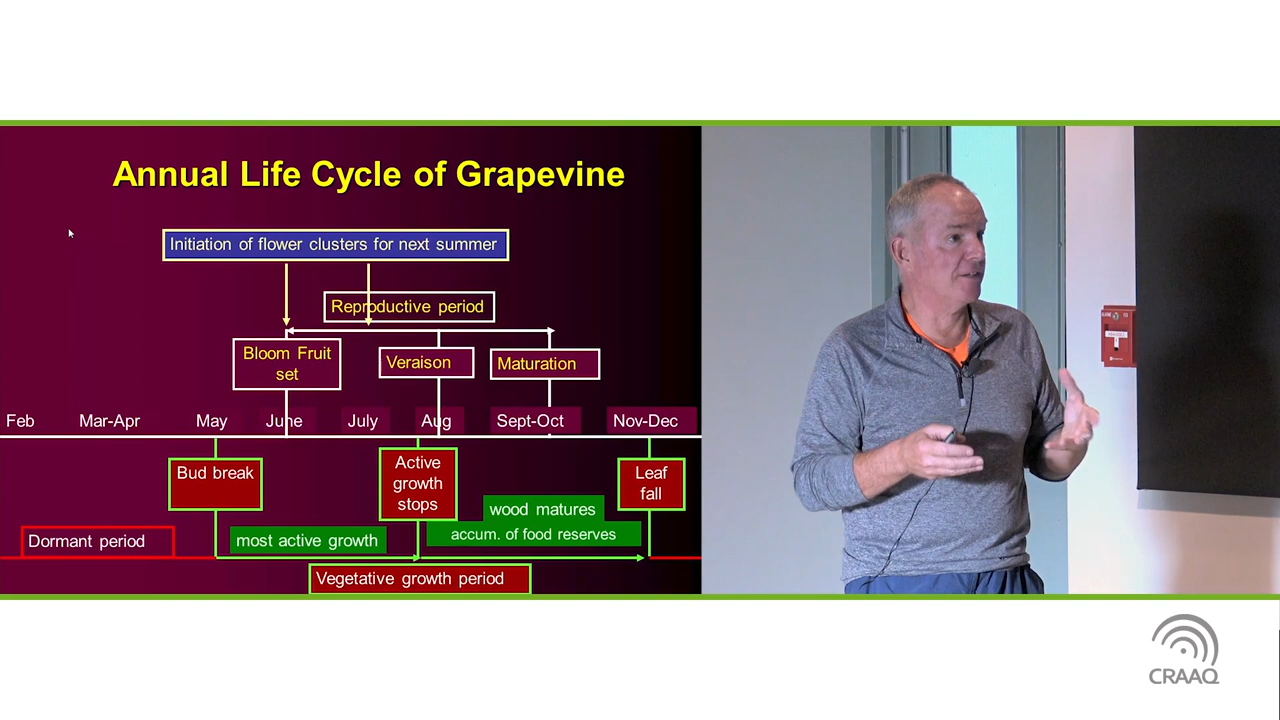 Annual Life Cycle of Grapevine
Initiation of flower clusters for next summer
Reproductive period
Bloom Fruit
set
Veraison
Maturation
Feb Mar-Apr May June July Aug Sept-Oct Nov-Dec
Bud break
Active
growth
stops
Leaf
fall
wood matures
accum. of food reserves
Dormant period
most active growth
Vegetative growth period
CRAAQ